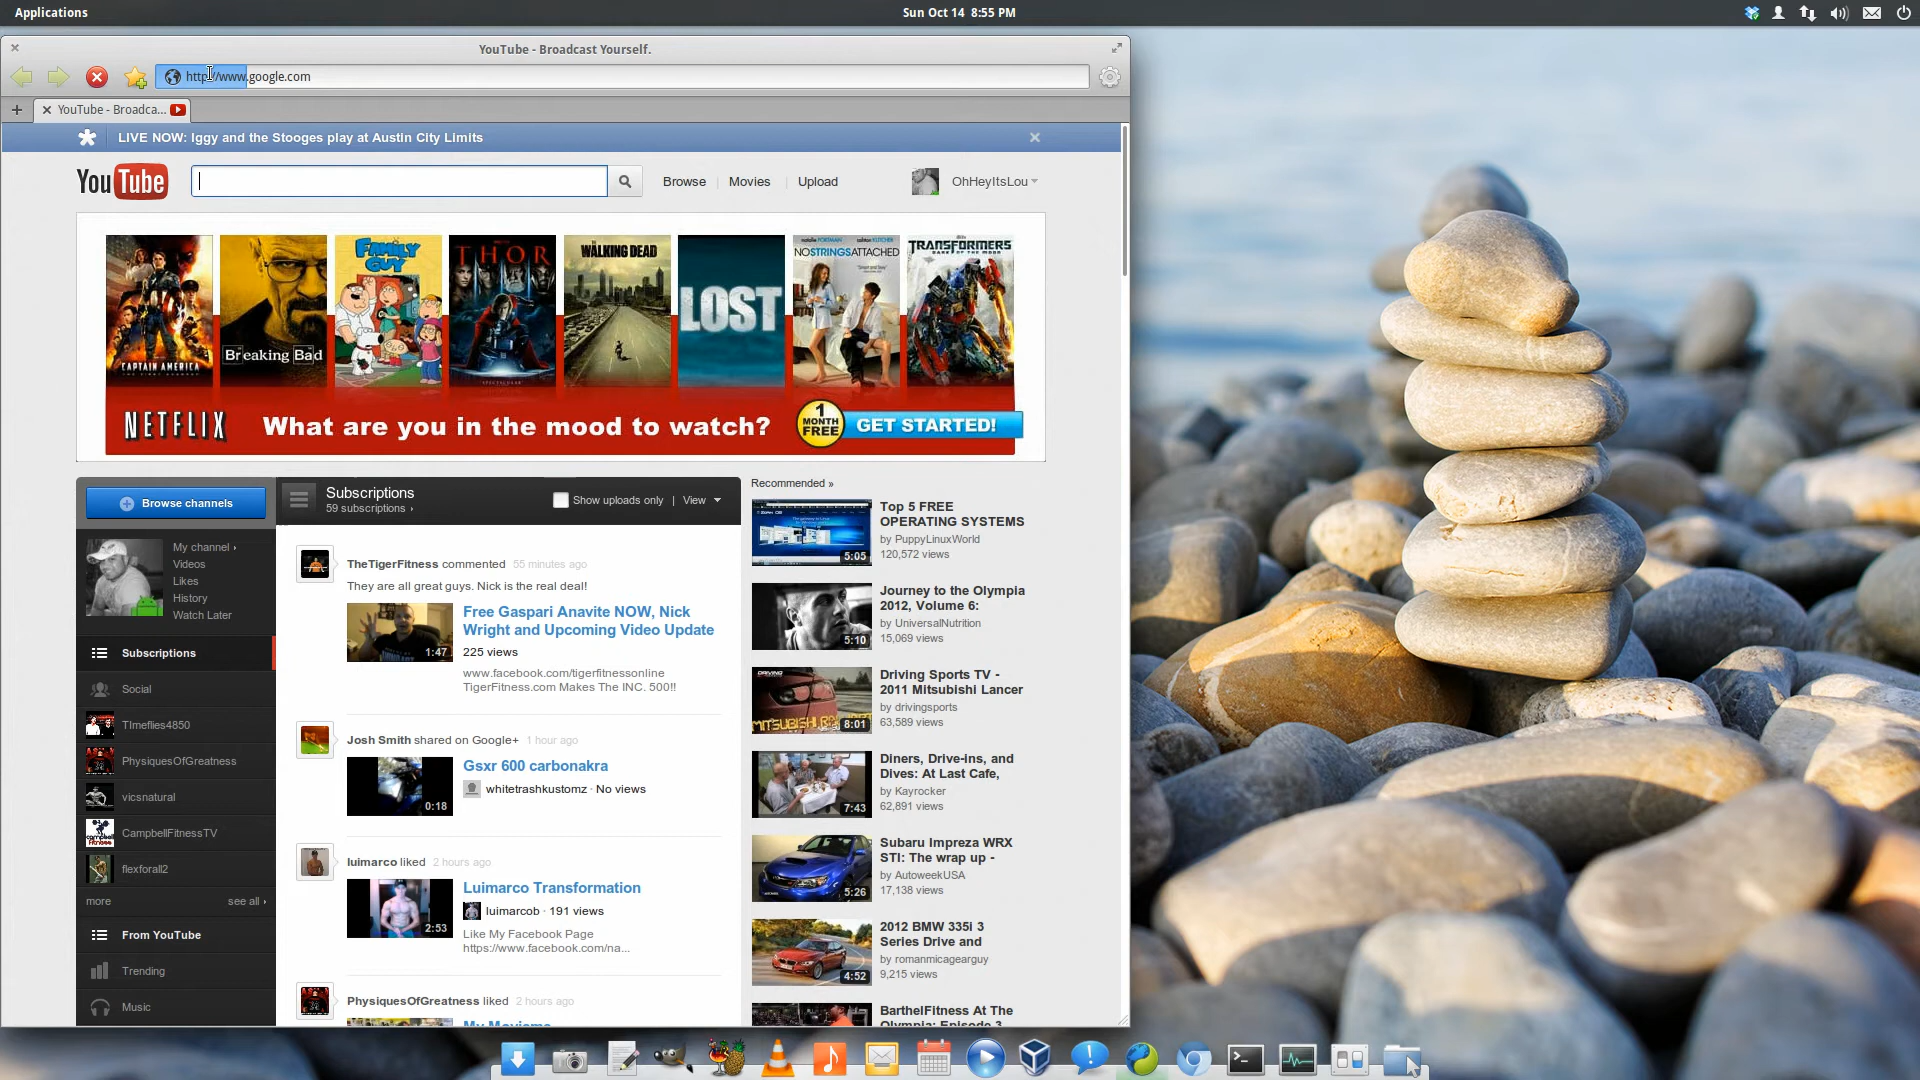 Applications
Sun Oct 14 8:55 PM
YouTube - Broadcast Yourself.
http://www.google.com
YouTube - Broadca...
LIVE NOW: Iggy and the Stooges play at Austin City Limits
YouTube
Browse | Movies | Upload
OhHeyItsLou
CAPTAIN AMERICA
Breaking Bad
FAMILY GUY
THOR
THE WALKING DEAD
LOST
NATALIE PORTMAN ASHTON KUTCHER
NO STRINGS ATTACHED
TRANSFORMERS
DARK OF THE MOON
NETFLIX What are you in the mood to watch?
1 MONTH FREE
GET STARTED!
Browse channels
My channel ›
Videos
Likes
History
Watch Later
Subscriptions
Social
TImeflies4850
PhysiquesOfGreatness
vicsnatural
CampbellFitnessTV
flexforall2
more see all ›
From YouTube
Trending
Music
Subscriptions
59 subscriptions ›
Show uploads only | View
TheTigerFitness commented 55 minutes ago
They are all great guys. Nick is the real deal!
1:47
Free Gaspari Anavite NOW, Nick
Wright and Upcoming Video Update
225 views
www.facebook.com/tigerfitnessonline
TigerFitness.com Makes The INC. 500!!
Josh Smith shared on Google+ 1 hour ago
0:18
Gsxr 600 carbonakra
whitetrashkustomz · No views
luimarco liked 2 hours ago
2:53
Luimarco Transformation
luimarcob · 191 views
Like My Facebook Page
https://www.facebook.com/na...
PhysiquesOfGreatness liked 2 hours ago
Recommended »
5:05
Top 5 FREE
OPERATING SYSTEMS
by PuppyLinuxWorld
120,572 views
5:10
Journey to the Olympia
2012, Volume 6:
by UniversalNutrition
15,069 views
8:01
Driving Sports TV -
2011 Mitsubishi Lancer
by drivingsports
63,589 views
7:43
Diners, Drive-ins, and
Dives: At Last Cafe,
by Kayrocker
62,891 views
5:26
Subaru Impreza WRX
STI: The wrap up -
by AutoweekUSA
17,138 views
4:52
2012 BMW 335i 3
Series Drive and
by romanmicagearguy
9,215 views
BarthelFitness At The
Olympia: Episode 3